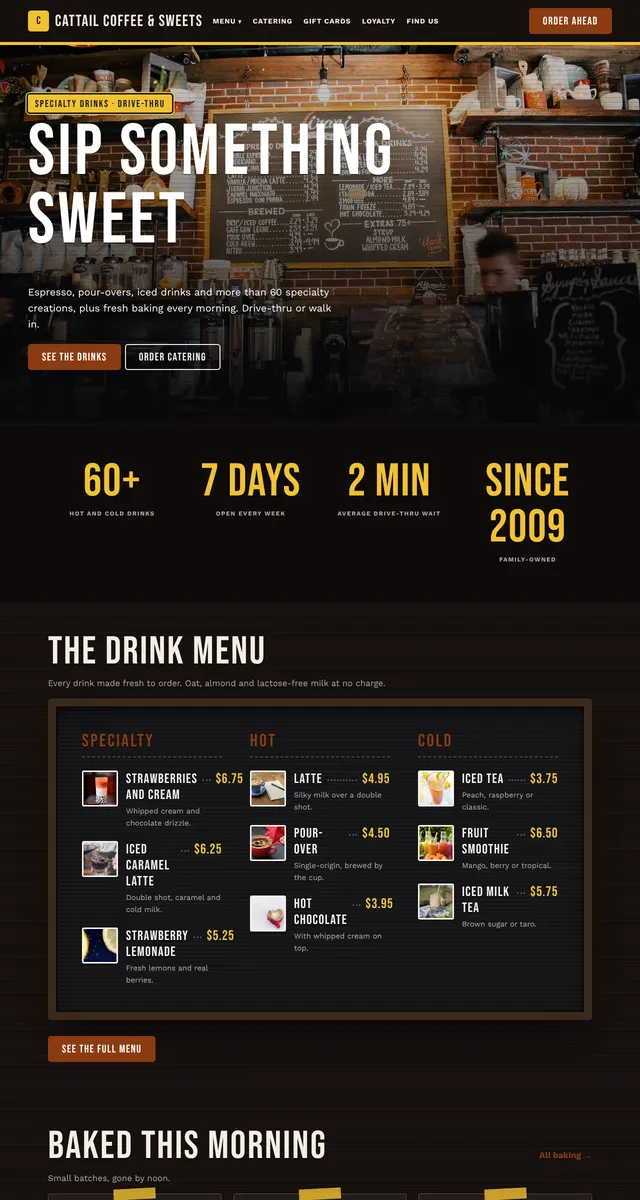 C CATTAIL COFFEE & SWEETS MENU ▾ CATERING GIFT CARDS LOYALTY FIND US ORDER AHEAD
SPECIALTY DRINKS · DRIVE-THRU
SIP SOMETHING
SWEET
BREWED
EXTRAS 75¢
SYRUP
ALMOND MILK
WHIPPED CREAM
Espresso, pour-overs, iced drinks and more than 60 specialty
creations, plus fresh baking every morning. Drive-thru or walk
in.
SEE THE DRINKS ORDER CATERING
60+ 7 DAYS 2 MIN SINCE
2009
HOT AND COLD DRINKS OPEN EVERY WEEK AVERAGE DRIVE-THRU WAIT
FAMILY-OWNED
THE DRINK MENU
Every drink made fresh to order. Oat, almond and lactose-free milk at no charge.
SPECIALTY
STRAWBERRIES AND CREAM $6.75
Whipped cream and
chocolate drizzle.
ICED CARAMEL LATTE $6.25
Double shot, caramel and
cold milk.
STRAWBERRY LEMONADE $5.25
Fresh lemons and real
berries.
HOT
LATTE $4.95
Silky milk over a double
shot.
POUR-OVER $4.50
Single-origin, brewed by
the cup.
HOT CHOCOLATE $3.95
With whipped cream on
top.
COLD
ICED TEA $3.75
Peach, raspberry or
classic.
FRUIT SMOOTHIE $6.50
Mango, berry or tropical.
ICED MILK TEA $5.75
Brown sugar or taro.
SEE THE FULL MENU
BAKED THIS MORNING
All baking →
Small batches, gone by noon.